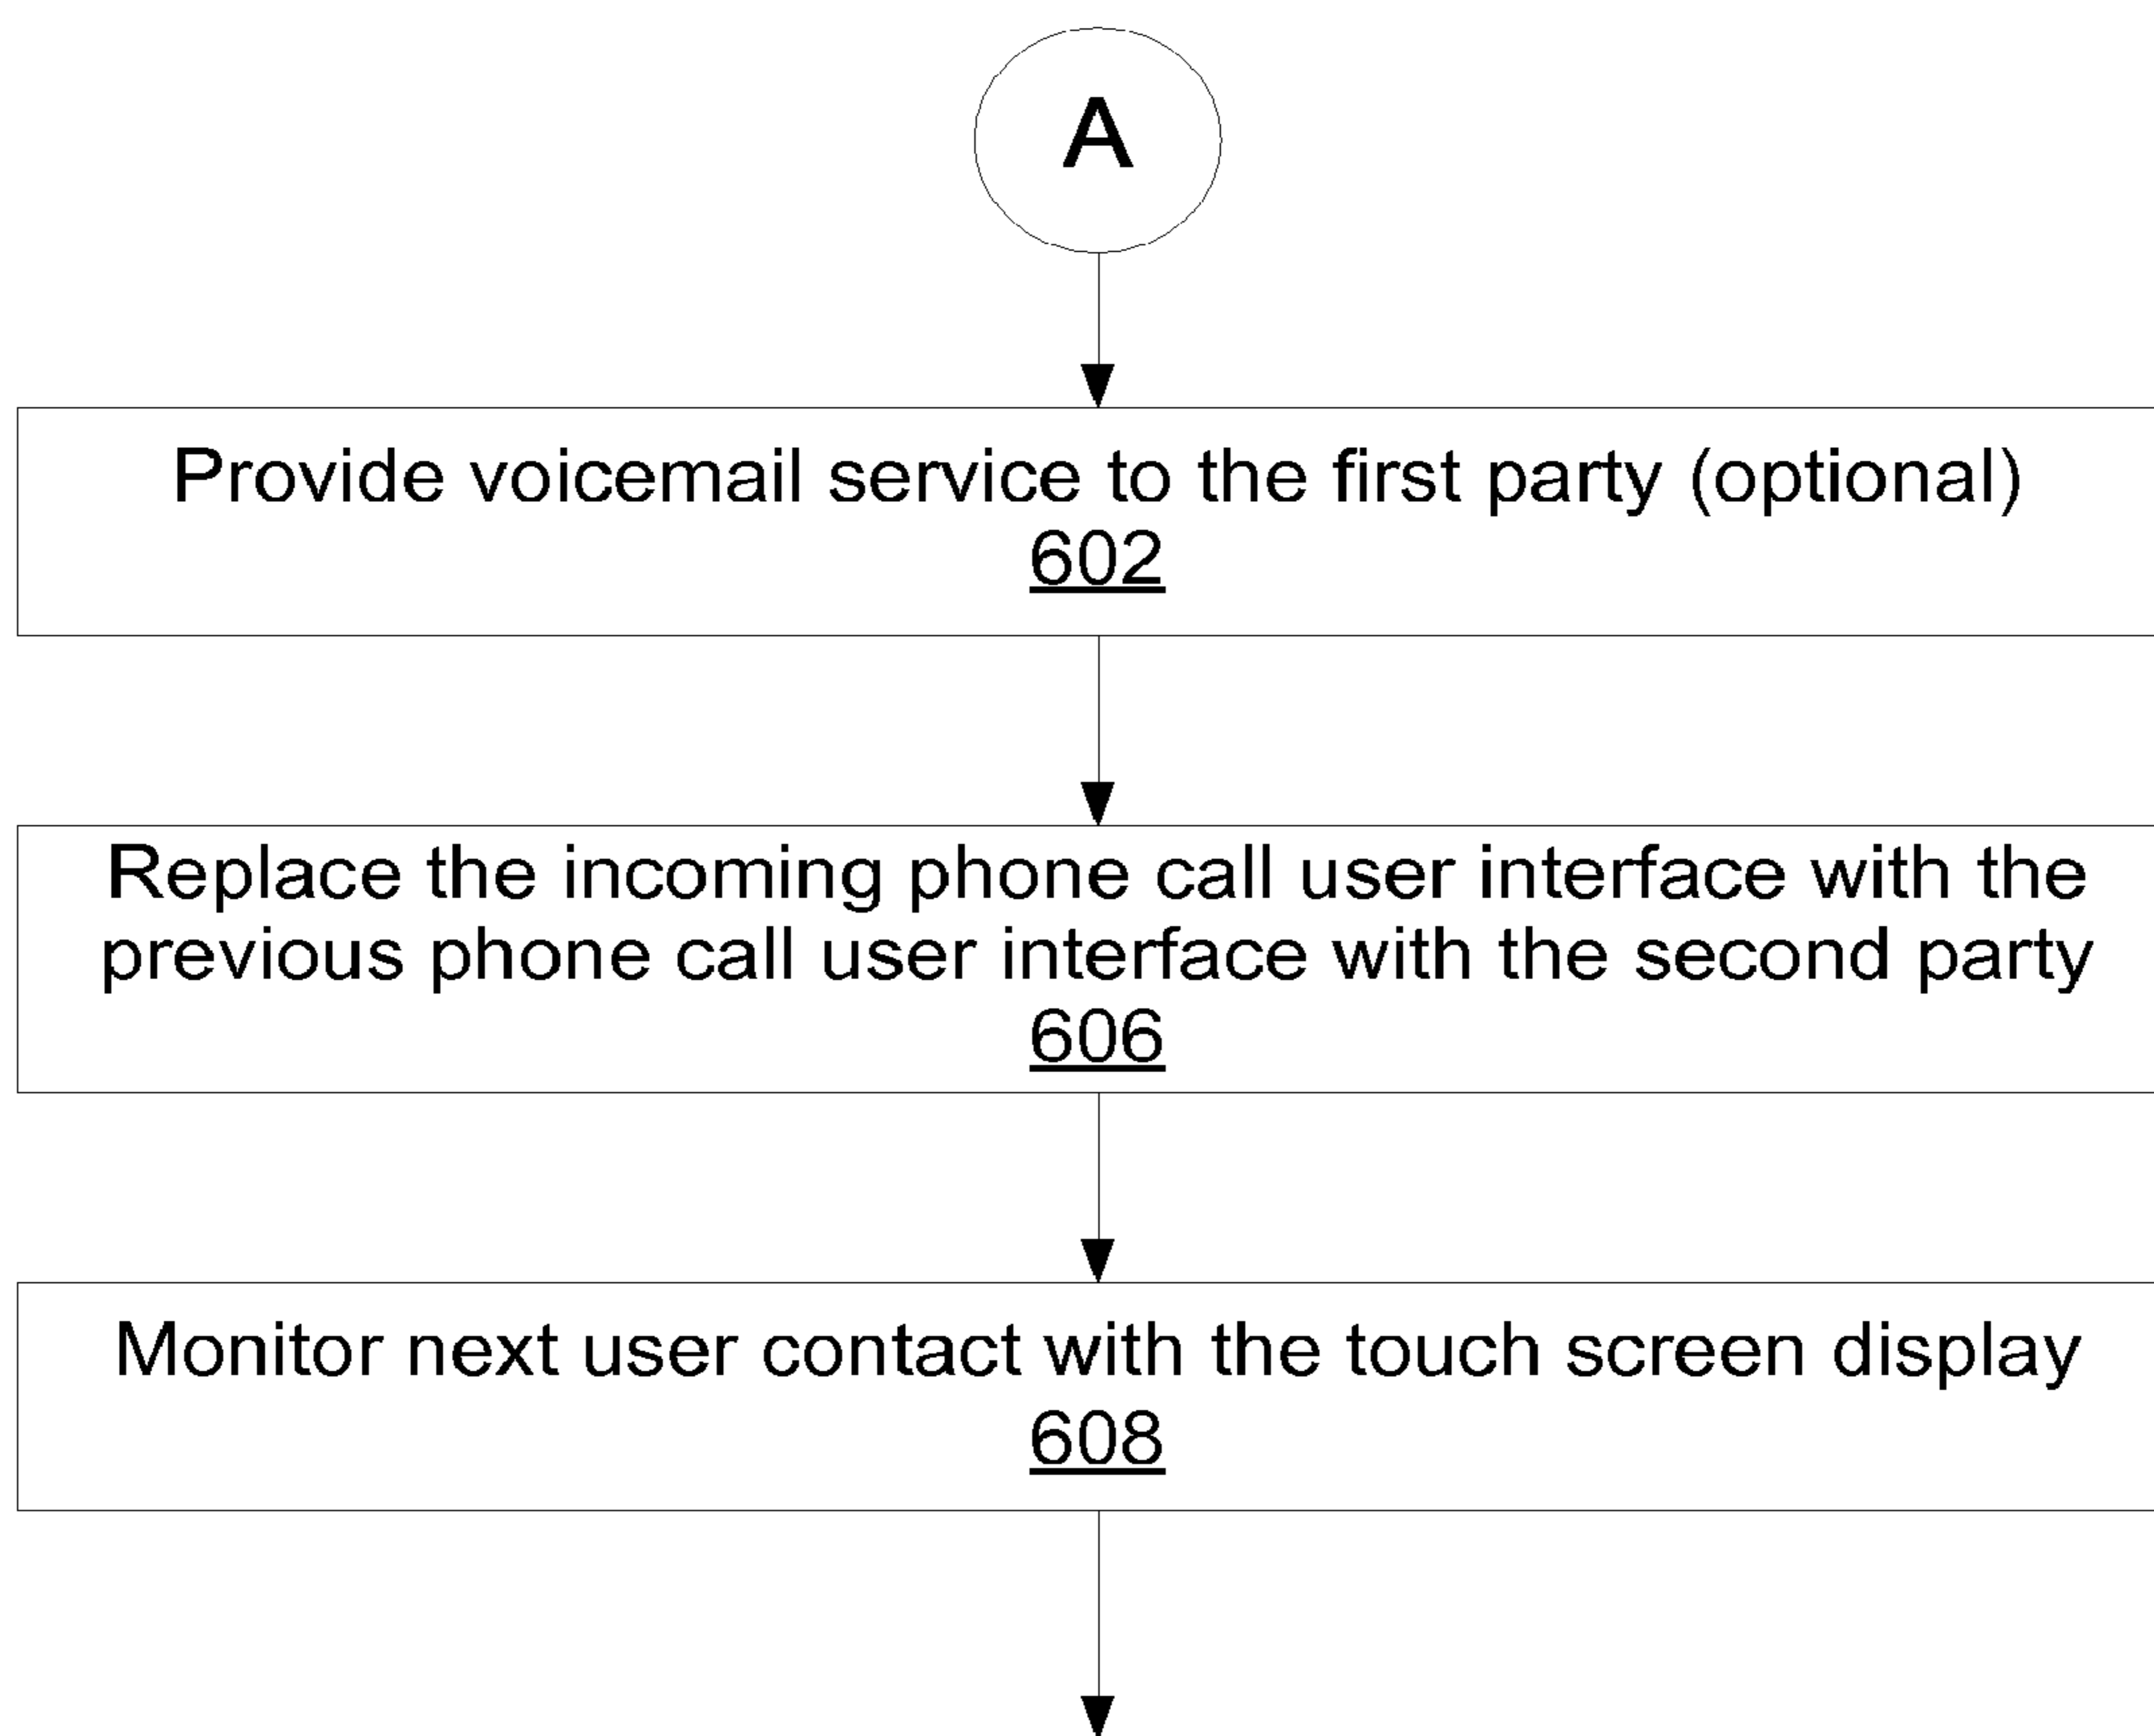 A
Provide voicemail service to the first party (optional)
602
Replace the incoming phone call user interface with the
previous phone call user interface with the second party
606
Monitor next user contact with the touch screen display
608